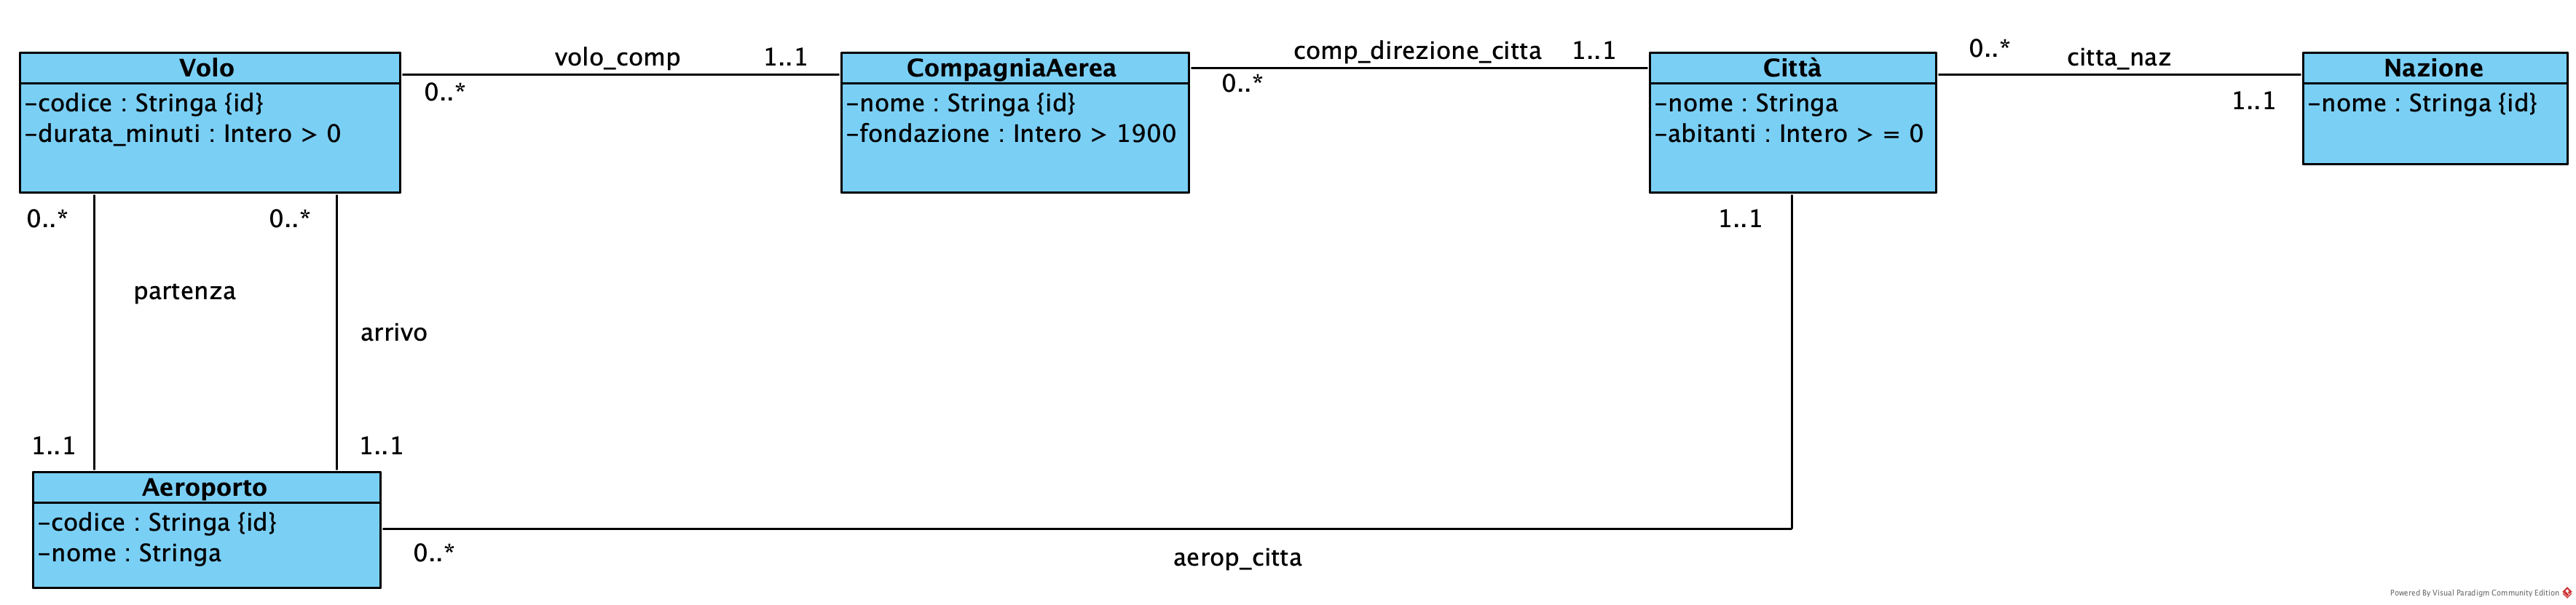 Volo
-codice : Stringa {id}
-durata_minuti : Intero > 0
volo_comp
0..*
1..1
CompagniaAerea
-nome : Stringa {id}
-fondazione : Intero > 1900
comp_direzione_citta
0..*
1..1
Città
-nome : Stringa
-abitanti : Intero > = 0
0..*
citta_naz
1..1
Nazione
-nome : Stringa {id}
0..*
0..*
1..1
partenza
arrivo
1..1
1..1
Aeroporto
-codice : Stringa {id}
-nome : Stringa
0..*
aerop_citta
Powered By Visual Paradigm Community Edition